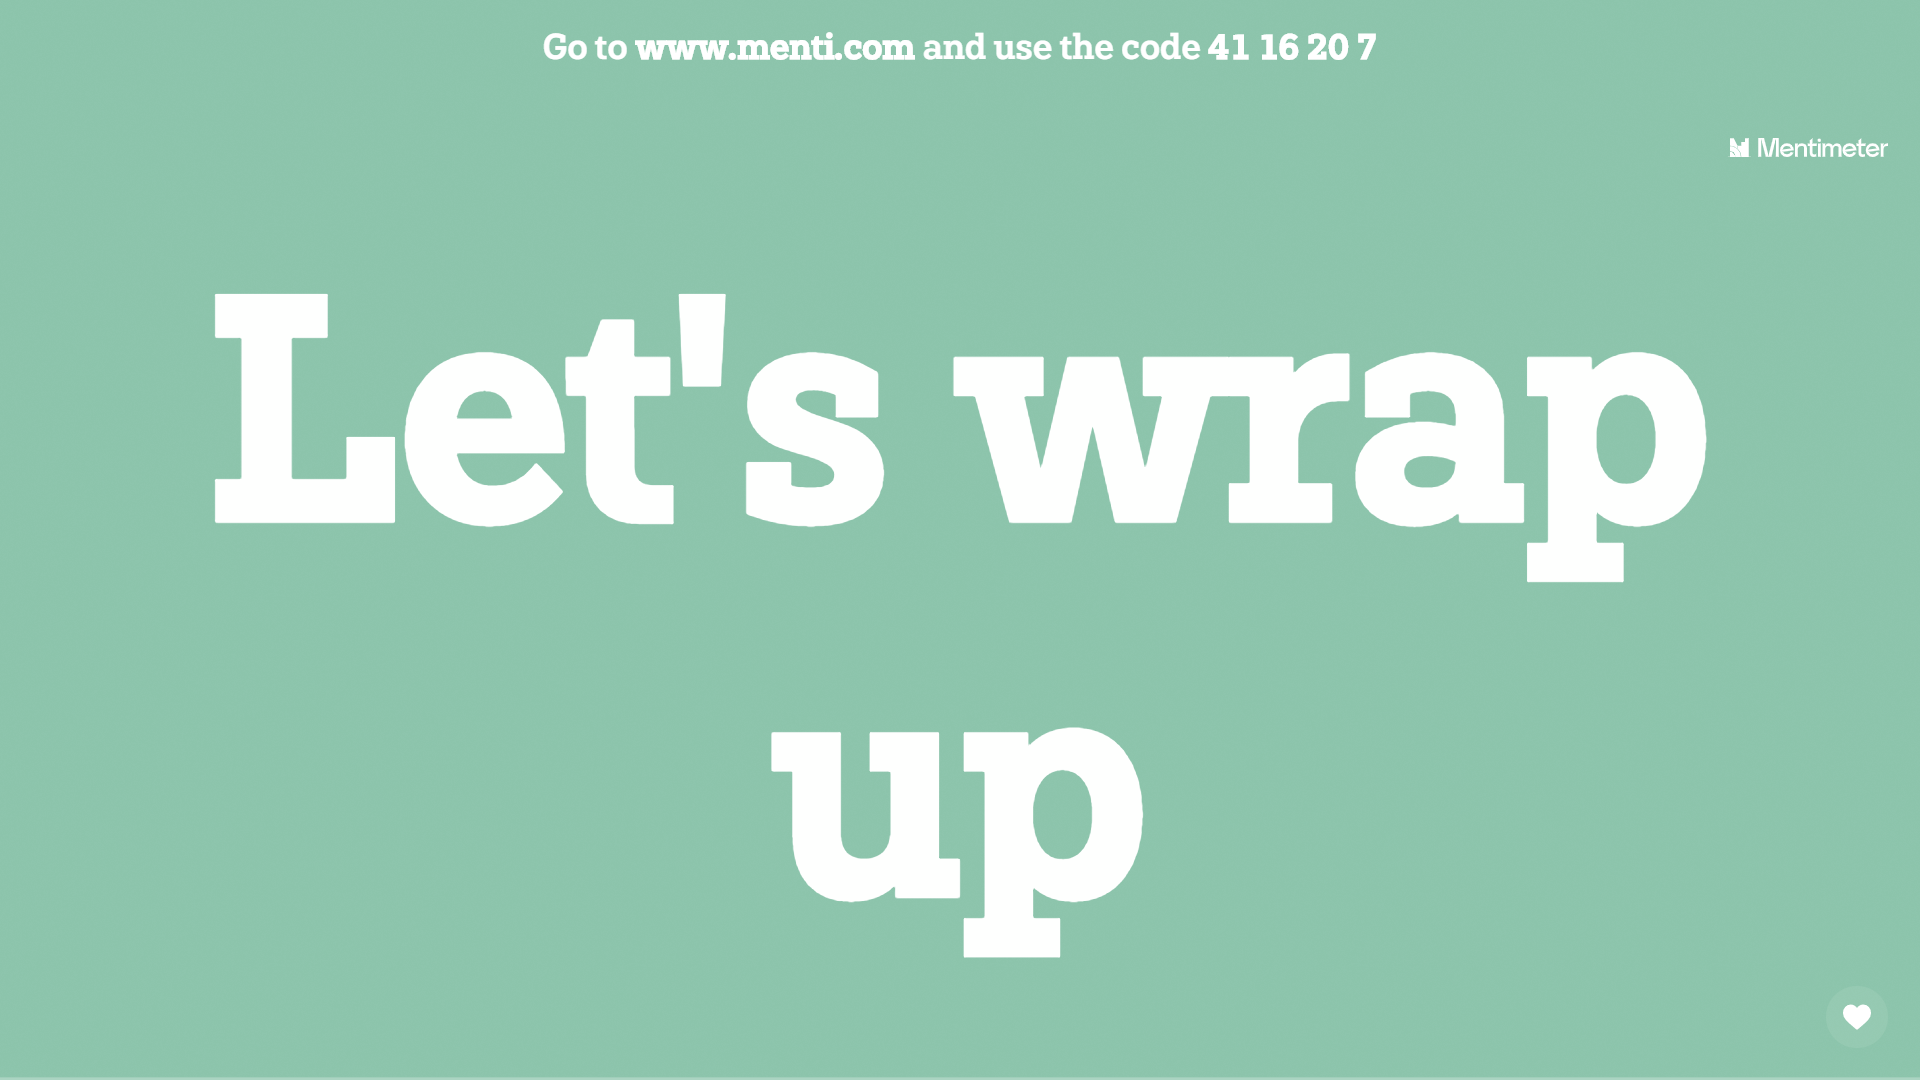 Go to www.menti.com and use the code 41 16 20 7
Mentimeter
Let's wrap
up